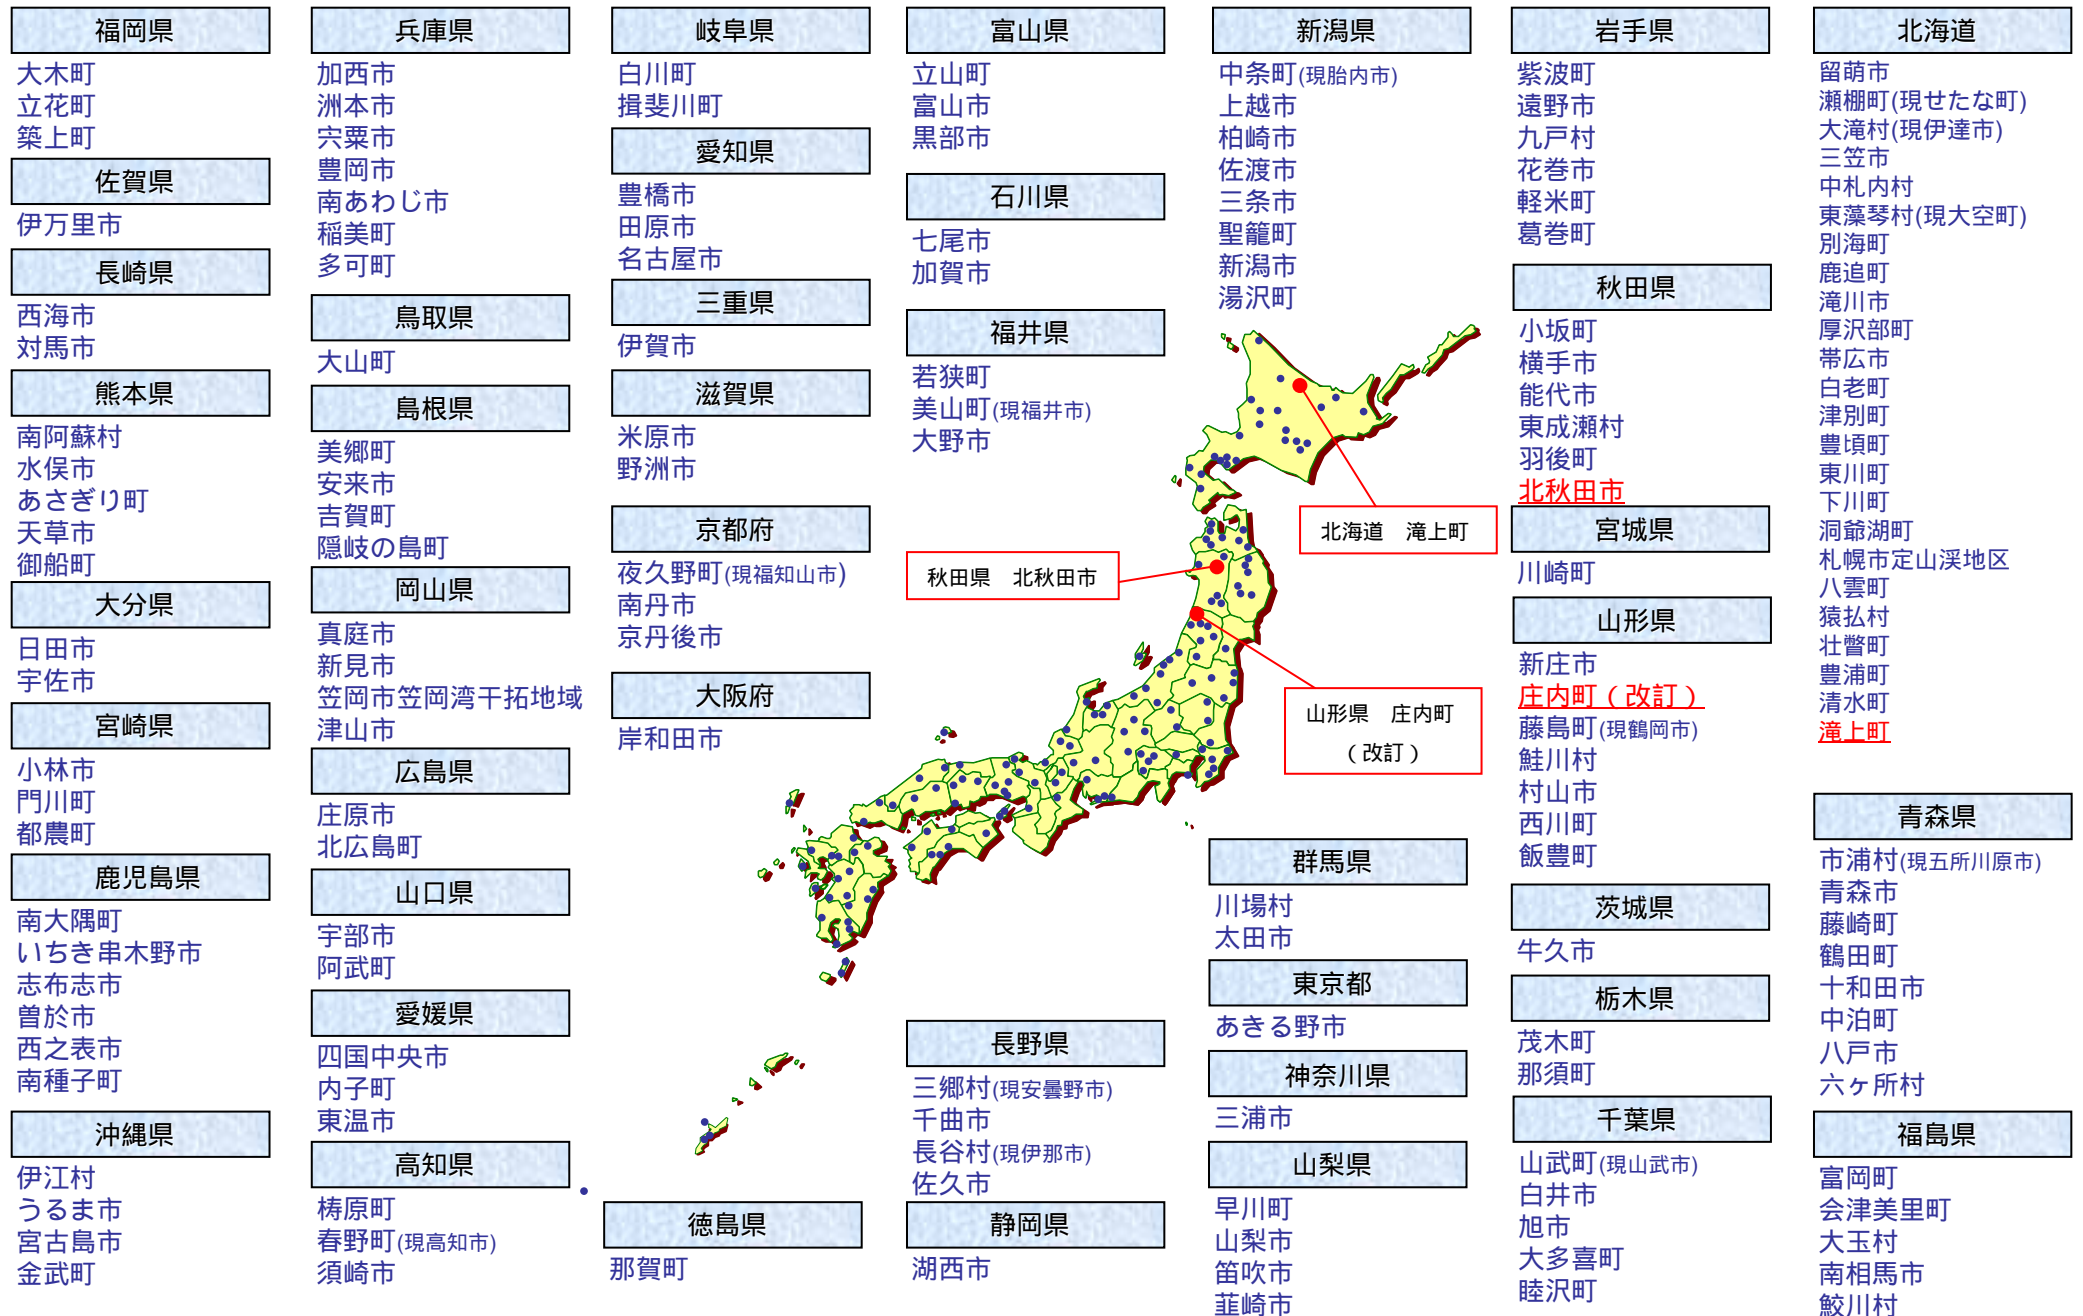 福岡県
大木町
立花町
築上町
佐賀県
伊万里市
長崎県
西海市
対馬市
熊本県
南阿蘇村
水俣市
あさぎり町
天草市
御船町
大分県
日田市
宇佐市
宮崎県
小林市
門川町
都農町
鹿児島県
南大隅町
いちき串木野市
志布志市
曽於市
西之表市
南種子町
沖縄県
伊江村
うるま市
宮古島市
金武町
兵庫県
加西市
洲本市
宍粟市
豊岡市
南あわじ市
稲美町
多可町
鳥取県
大山町
島根県
美郷町
安来市
吉賀町
隠岐の島町
岡山県
真庭市
新見市
笠岡市笠岡湾干拓地域
津山市
広島県
庄原市
北広島町
山口県
宇部市
阿武町
愛媛県
四国中央市
内子町
東温市
高知県
梼原町
春野町(現高知市)
須崎市
岐阜県
白川町
揖斐川町
愛知県
豊橋市
田原市
名古屋市
三重県
伊賀市
滋賀県
米原市
野洲市
京都府
夜久野町(現福知山市)
南丹市
京丹後市
大阪府
岸和田市
徳島県
那賀町
富山県
立山町
富山市
黒部市
石川県
七尾市
加賀市
福井県
若狭町
美山町(現福井市)
大野市
秋田県 北秋田市
長野県
三郷村(現安曇野市)
千曲市
長谷村(現伊那市)
佐久市
静岡県
湖西市
新潟県
中条町(現胎内市)
上越市
柏崎市
佐渡市
三条市
聖籠町
新潟市
湯沢町
北海道 滝上町
山形県 庄内町
(改訂)
群馬県
川場村
太田市
東京都
あきる野市
神奈川県
三浦市
山梨県
早川町
山梨市
笛吹市
韮崎市
岩手県
紫波町
遠野市
九戸村
花巻市
軽米町
葛巻町
秋田県
小坂町
横手市
能代市
東成瀬村
羽後町
北秋田市
宮城県
川崎町
山形県
新庄市
庄内町(改訂)
藤島町(現鶴岡市)
鮭川村
村山市
西川町
飯豊町
茨城県
牛久市
栃木県
茂木町
那須町
千葉県
山武町(現山武市)
白井市
旭市
大多喜町
睦沢町
北海道
留萌市
瀬棚町(現せたな町)
大滝村(現伊達市)
三笠市
中札内村
東藻琴村(現大空町)
別海町
鹿追町
滝川市
厚沢部町
帯広市
白老町
津別町
豊頃町
東川町
下川町
洞爺湖町
札幌市定山渓地区
八雲町
猿払村
壮瞥町
豊浦町
清水町
滝上町
青森県
市浦村(現五所川原市)
青森市
藤崎町
鶴田町
十和田市
中泊町
八戸市
六ヶ所村
福島県
富岡町
会津美里町
大玉村
南相馬市
鮫川村